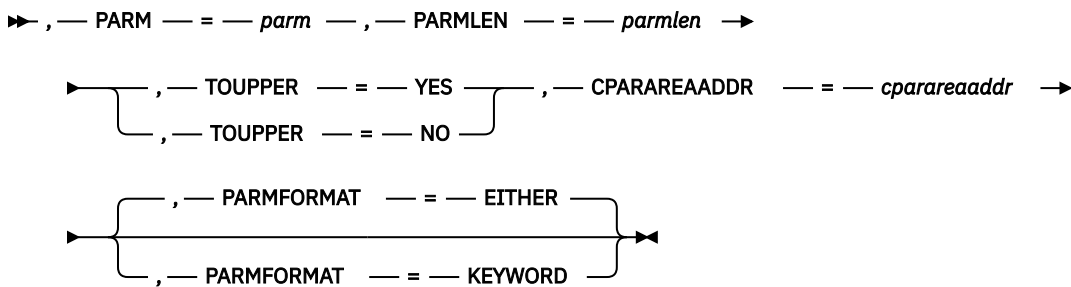 , PARM = parm , PARMLEN = parmlen
, TOUPPER = YES , CPARAREAADDR = cparareaaddr
, TOUPPER = NO
, PARMFORMAT = EITHER
, PARMFORMAT = KEYWORD